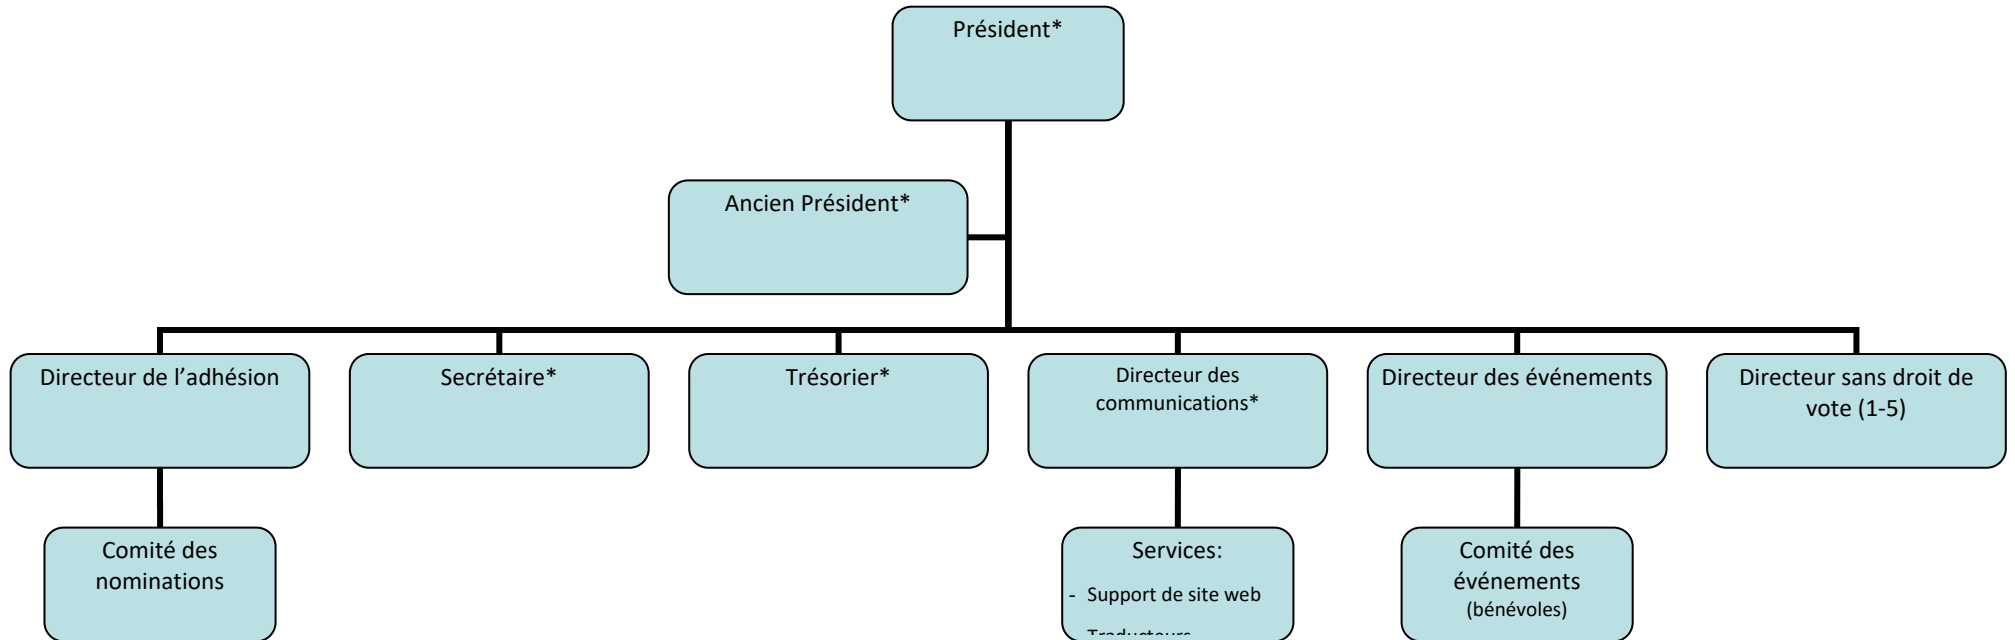 Président*
Ancien Président*
Directeur de l’adhésion
Secrétaire*
Trésorier*
Directeur des
communications*
Directeur des événements
Directeur sans droit de
vote (1-5)
Comité des
nominations
Services:
- Support de site web
Traducteurs
Comité des
événements
(bénévoles)